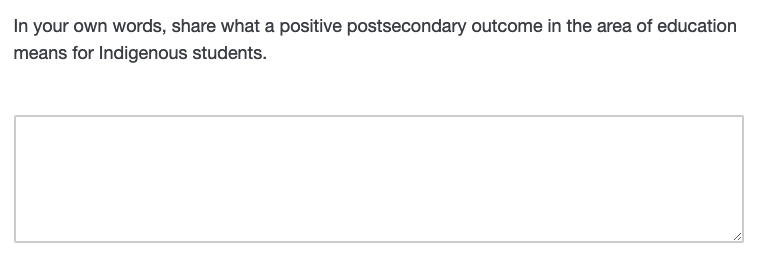 In your own words, share what a positive postsecondary outcome in the area of education
means for Indigenous students.